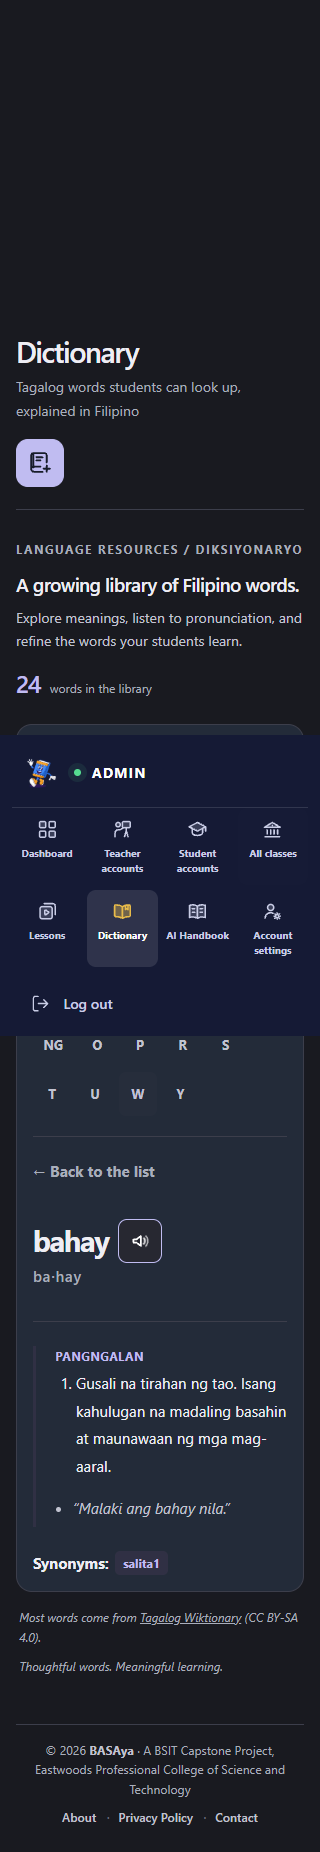 Dictionary
Tagalog words students can look up,
explained in Filipino
LANGUAGE RESOURCES / DIKSIYONARYO
A growing library of Filipino words.
Explore meanings, listen to pronunciation, and
refine the words your students learn.
24 words in the library
ADMIN
Dashboard
Teacher
accounts
Student
accounts
All classes
Lessons
Dictionary
AI Handbook
Account
settings
Log out
NG O P R S
T U W Y
← Back to the list
bahay
ba·hay
PANGNGALAN
1. Gusali na tirahan ng tao. Isang
kahulugan na madaling basahin
at maunawaan ng mga mag-
aaral.
• “Malaki ang bahay nila.”
Synonyms: salita1
Most words come from Tagalog Wiktionary (CC BY-SA
4.0).
Thoughtful words. Meaningful learning.
© 2026 BASAya · A BSIT Capstone Project,
Eastwoods Professional College of Science and
Technology
About · Privacy Policy · Contact